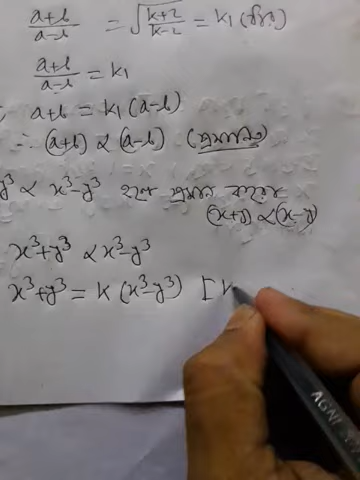 a+b/a-b = √(k+2/k-2) = k₁ (ধরি)
a+b/a-b = k₁
a+b = k₁ (a-b)
∴ (a+b) ∝ (a-b) (প্রমাণিত)
y³ ∝ x³-y³ হলে প্রমাণ করো
(x+y) ∝ (x-y)
x³+y³ ∝ x³-y³
x³+y³ = k (x³-y³) [k
AGNI